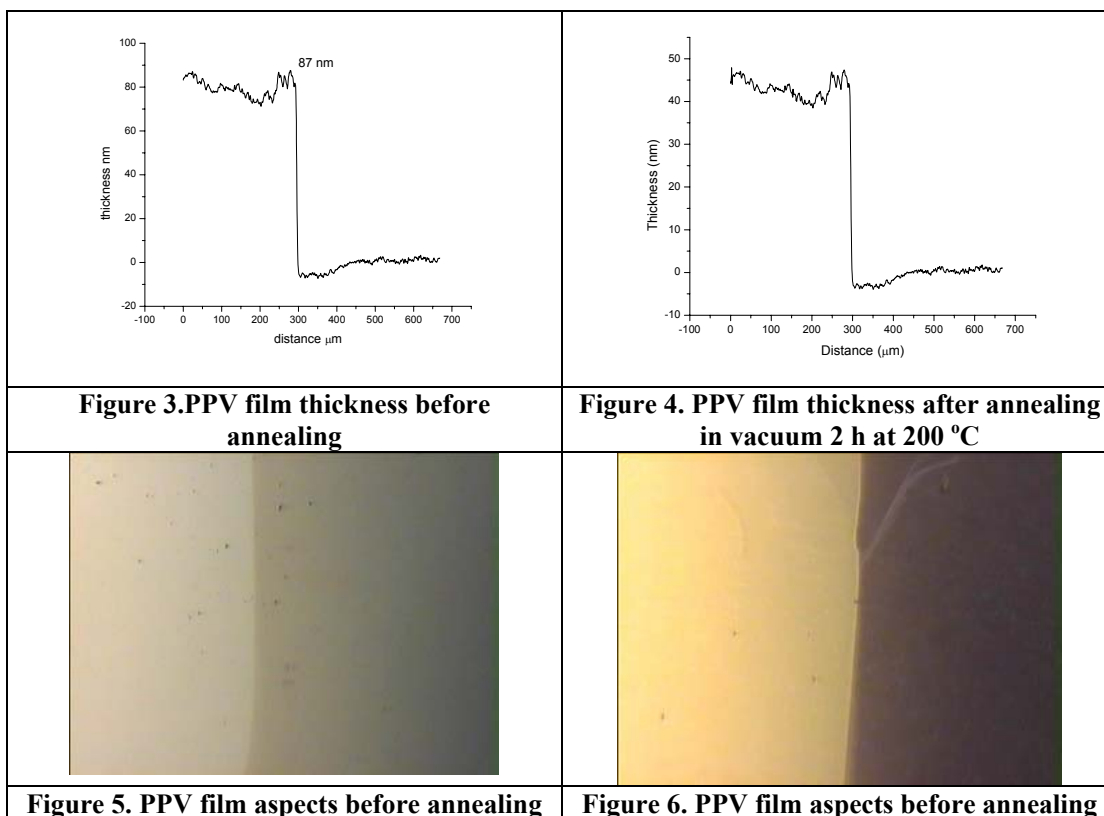 100
80
60
40
20
0
-20
-100 0 100 200 300 400 500 600 700
thickness nm
distance μm
87 nm
50
40
30
20
10
0
-10
-100 0 100 200 300 400 500 600 700
Thickness (nm)
Distance (μm)
Figure 3.PPV film thickness before
annealing
Figure 4. PPV film thickness after annealing
in vacuum 2 h at 200 °C
Figure 5. PPV film aspects before annealing
Figure 6. PPV film aspects before annealing